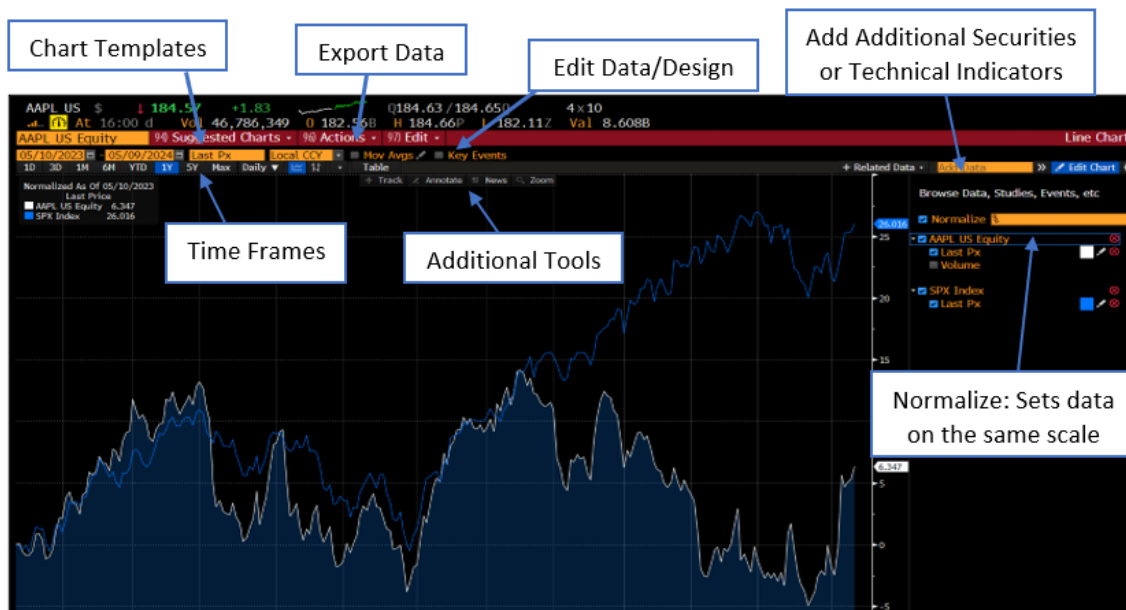 Chart Templates
Export Data
Edit Data/Design
Add Additional Securities
or Technical Indicators
AAPL US $ ↓ 184.57 +1.83 Q184.63/184.65Q 4x10
At 16:00 d Vol 46,786,349 O 182.56B H 184.66P L 182.11Z Val 8.608B
AAPL US Equity 94) Suggested Charts 96) Actions 97) Edit Line Chart
05/10/2023 - 05/09/2024 Last Px Local CCY Mov Avgs Key Events
1D 3D 1M 6M YTD 1Y 5Y Max Daily ▼ Table + Related Data Add Data » Edit Chart
+ Track Annotate News Zoom
Normalized As Of 05/10/2023
Last Price
AAPL US Equity 6.347
SPX Index 26.016
Browse Data, Studies, Events, etc
Normalize %
AAPL US Equity
Last Px
Volume
SPX Index
Last Px
Time Frames
Additional Tools
Normalize: Sets data
on the same scale
26.016
25
20
15
6.347
5
0
-5